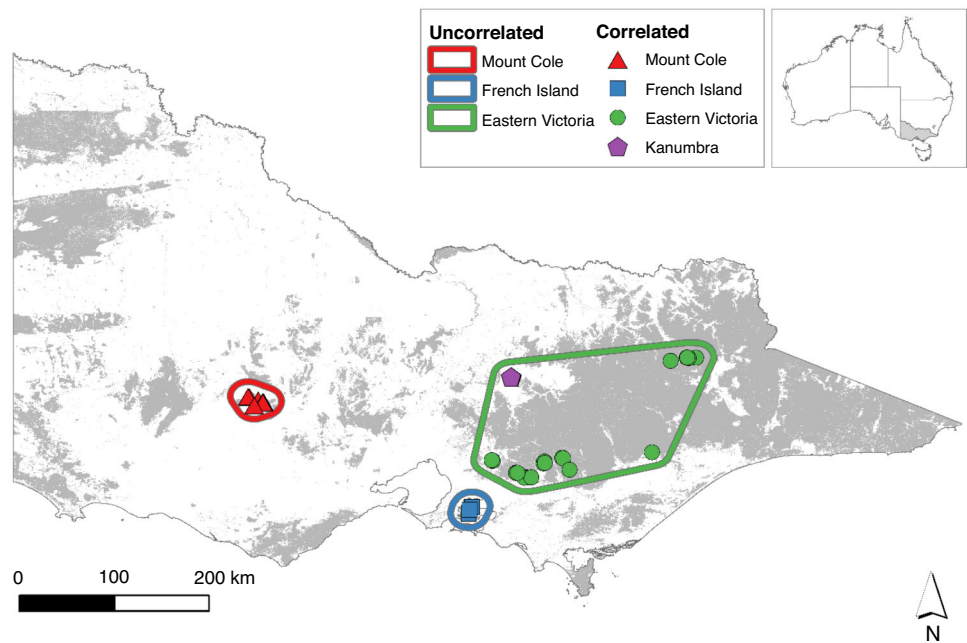 Uncorrelated
Mount Cole
French Island
Eastern Victoria
Correlated
Mount Cole
French Island
Eastern Victoria
Kanumbra
0 100 200 km
N